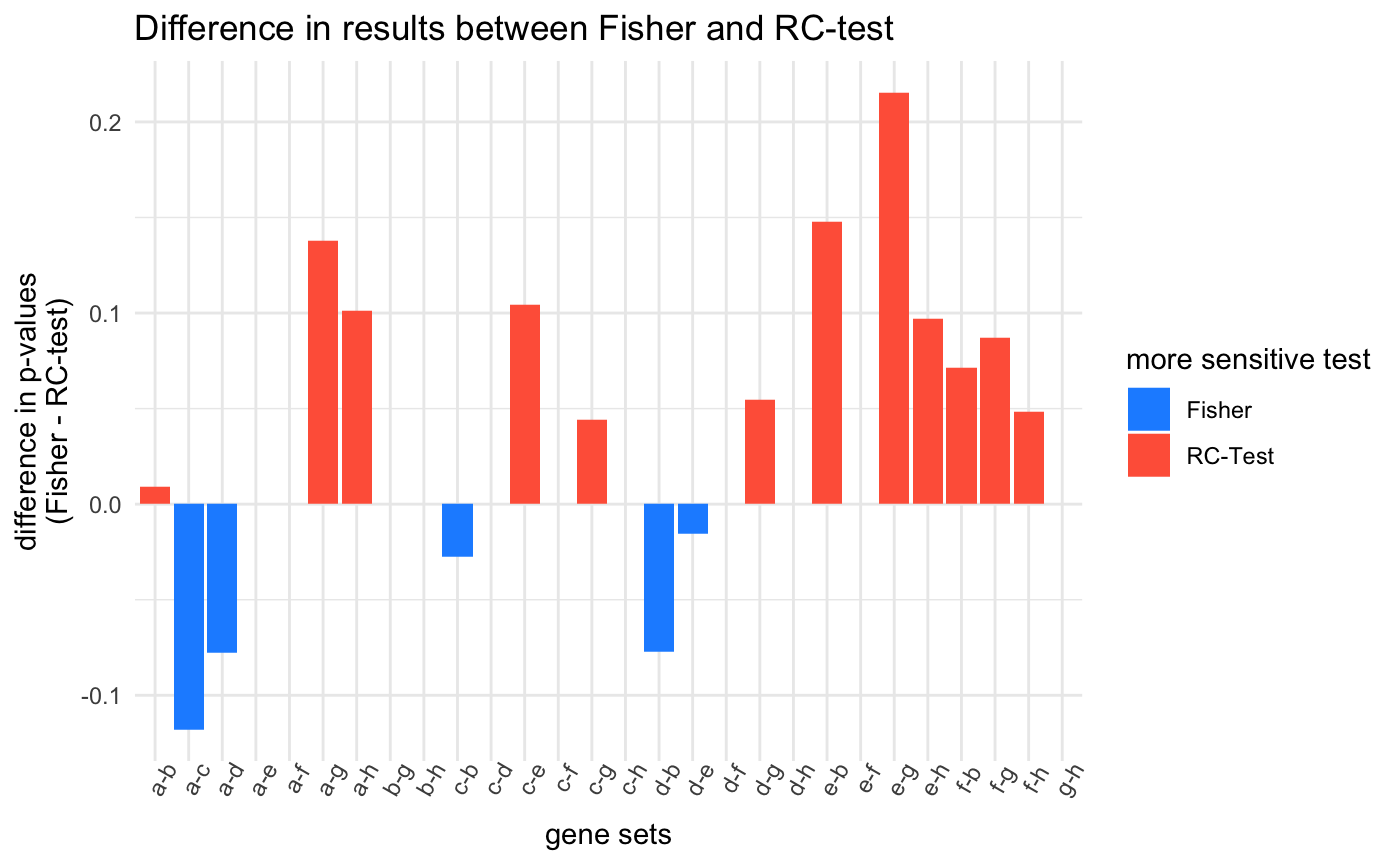 Difference in results between Fisher and RC-test
difference in p-values
(Fisher - RC-test)
0.2
0.1
0.0
-0.1
a-b
a-c
a-d
a-e
a-f
a-g
a-h
b-g
b-h
c-b
c-d
c-e
c-f
c-g
c-h
d-b
d-e
d-f
d-g
d-h
e-b
e-f
e-g
e-h
f-b
f-g
f-h
g-h
gene sets
more sensitive test
Fisher
RC-Test